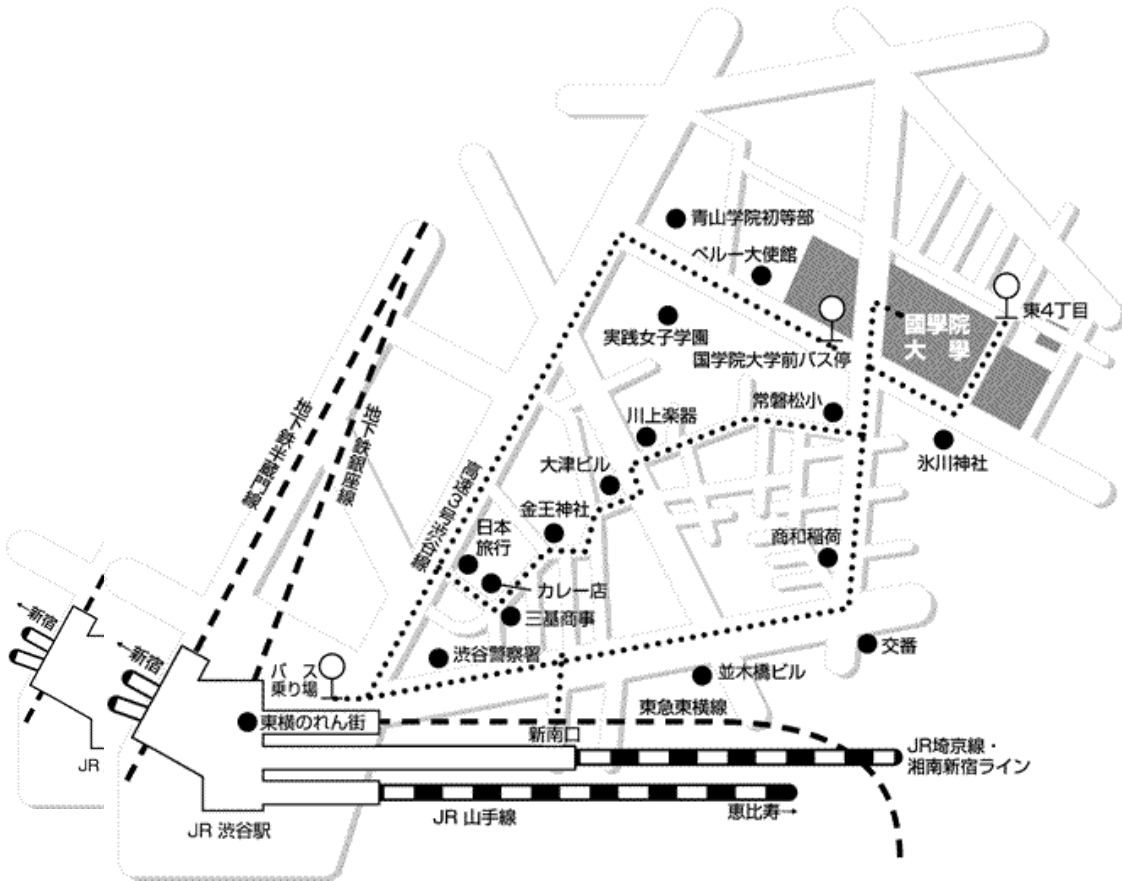 青山学院初等部
ペルー大使館
東4丁目
國學院
大學
実践女子学園
国学院大学前バス停
常磐松小
川上楽器
氷川神社
大津ビル
地下鉄半蔵門線
地下鉄銀座線
高速3号渋谷線
金王神社
日本
旅行
商和稲荷
カレー店
三基商事
←新宿
←新宿
渋谷警察署
交番
バス
乗り場
並木橋ビル
東急東横線
東横のれん街
新南口
JR
JR埼京線・
湘南新宿ライン
JR 山手線
恵比寿→
JR 渋谷駅